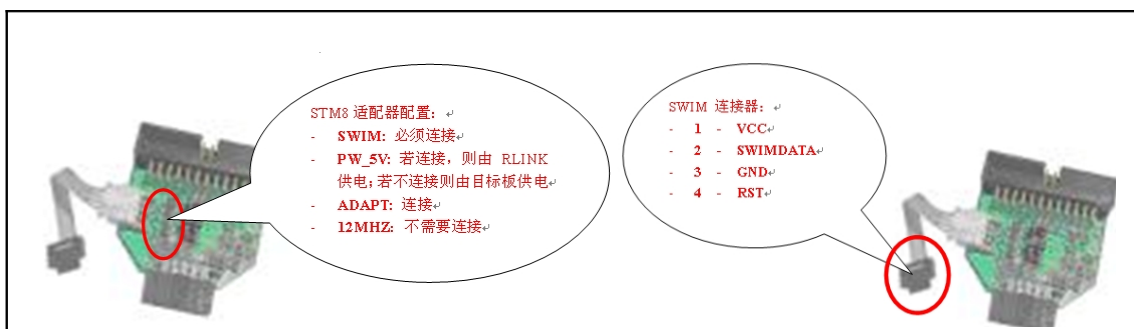 STM8 适配器配置：
- SWIM: 必须连接
- PW_5V: 若连接，则由 RLINK
供电；若不连接则由目标板供电
- ADAPT: 连接
- 12MHZ: 不需要连接
SWIM 连接器：
- 1 - VCC
- 2 - SWIMDATA
- 3 - GND
- 4 - RST